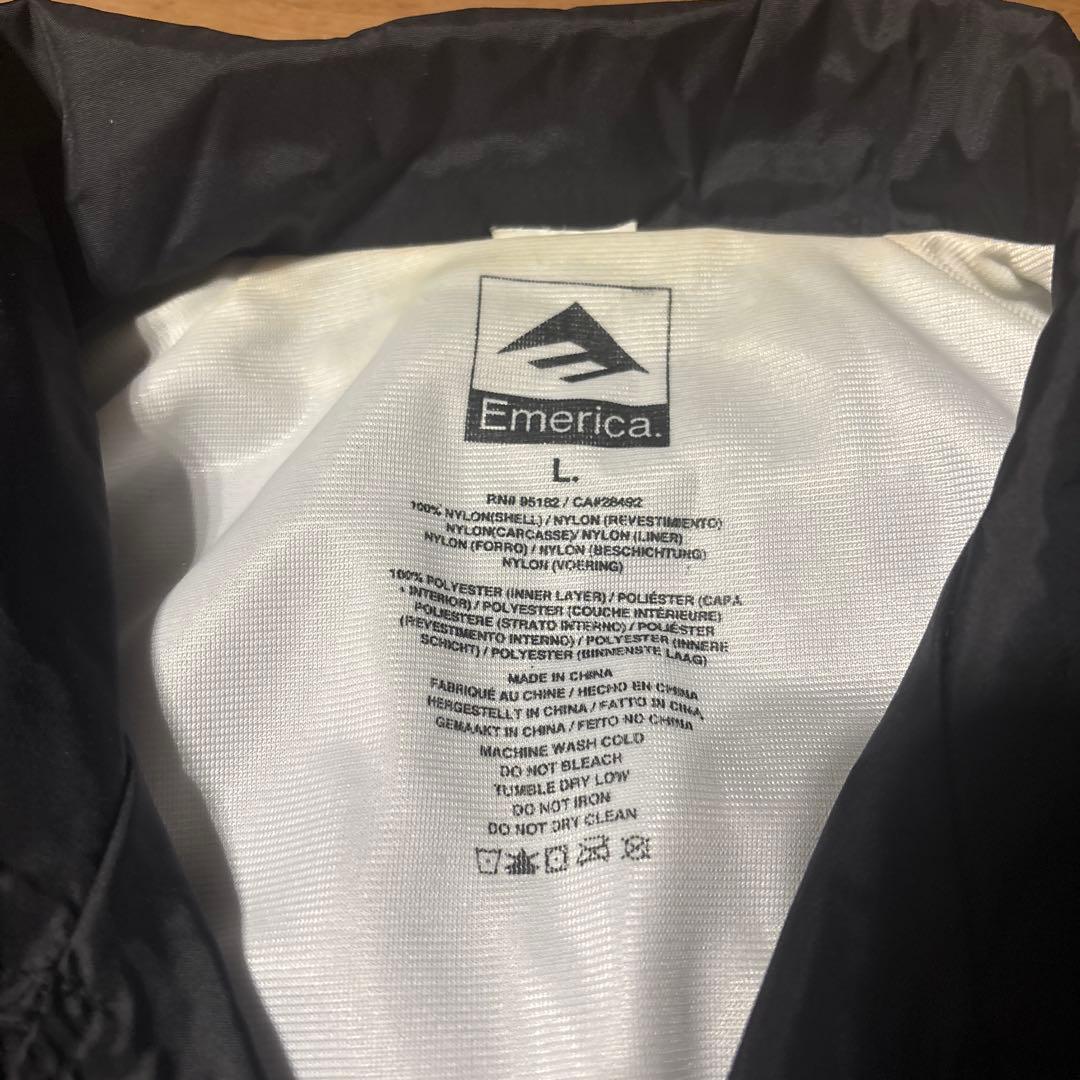 Emerica.
L.
RN# 95182 / CA#28492
100% NYLON(SHELL) / NYLON (REVESTIMIENTO)
NYLON(CARCASSE)/ NYLON (LINER)
NYLON (FORRO) / NYLON (BESCHICHTUNG)
NYLON (VOERING)
100% POLYESTER (INNER LAYER) / POLIÉSTER (CAPA
INTERIOR) / POLYESTER (COUCHE INTÉRIEURE)
POLIESTERE (STRATO INTERNO) / POLIÉSTER
(REVESTIMENTO INTERNO) / POLYESTER (INNERE
SCHICHT) / POLYESTER (BINNENSTE LAAG)
MADE IN CHINA
FABRIQUÉ AU CHINE / HECHO EN CHINA
HERGESTELLT IN CHINA / FATTO IN CINA
GEMAAKT IN CHINA / FEITO NO CHINA
MACHINE WASH COLD
DO NOT BLEACH
TUMBLE DRY LOW
DO NOT IRON
DO NOT DRY CLEAN